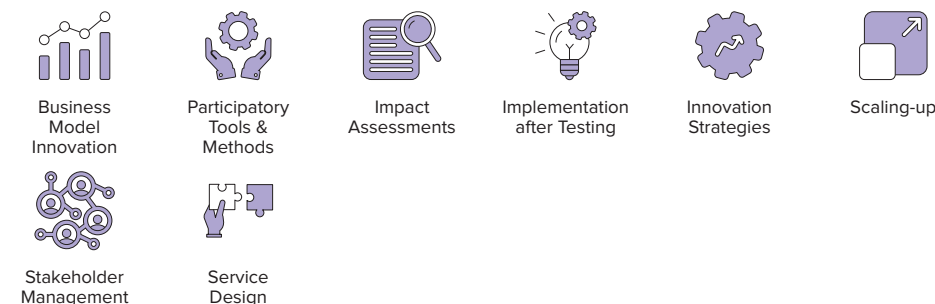 Business
Model
Innovation
Participatory
Tools &
Methods
Impact
Assessments
Implementation
after Testing
Innovation
Strategies
Scaling-up
Stakeholder
Management
Service
Design